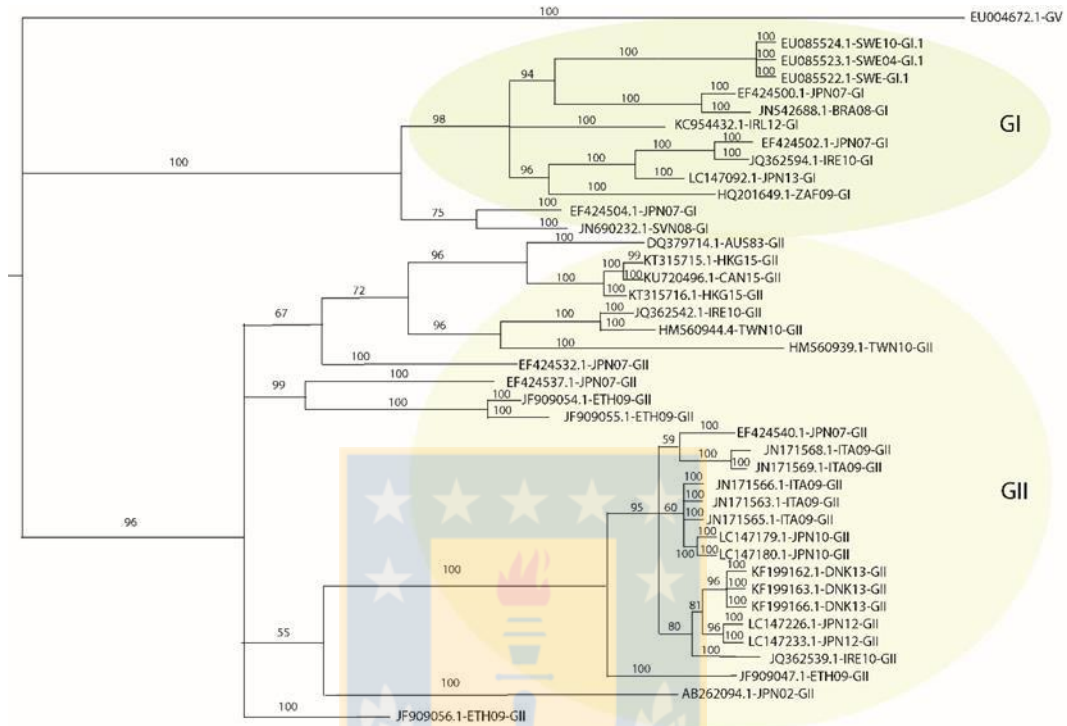 100
EU004672.1-GV
100
EU085524.1-SWE10-GI.1
100
100
EU085523.1-SWE04-GI.1
94
100
EU085522.1-SWE-GI.1
100
EF424500.1-JPN07-GI
100
100
JN542688.1-BRA08-GI
98
100
KC954432.1-IRL12-GI
GI
100
EF424502.1-JPN07-GI
100
100
JQ362594.1-IRE10-GI
100
96
100
LC147092.1-JPN13-GI
100
HQ201649.1-ZAF09-GI
75
100
EF424504.1-JPN07-GI
100
JN690232.1-SVN08-GI
100
DQ379714.1-AUS83-GII
96
99
KT315715.1-HKG15-GII
100
100
KU720496.1-CAN15-GII
100
100
KT315716.1-HKG15-GII
72
100
JQ362542.1-IRE10-GII
67
96
100
100
HM560944.4-TWN10-GII
100
HM560939.1-TWN10-GII
100
EF424532.1-JPN07-GII
99
100
EF424537.1-JPN07-GII
100
JF909054.1-ETH09-GII
100
100
JF909055.1-ETH09-GII
59
100
EF424540.1-JPN07-GII
100
JN171568.1-ITA09-GII
100
100
JN171569.1-ITA09-GII
100
JN171566.1-ITA09-GII
GII
95
60
100
JN171563.1-ITA09-GII
100
JN171565.1-ITA09-GII
96
100
LC147179.1-JPN10-GII
100
100
LC147180.1-JPN10-GII
100
100
KF199162.1-DNK13-GII
96
100
KF199163.1-DNK13-GII
100
KF199166.1-DNK13-GII
81
100
LC147226.1-JPN12-GII
80
96
100
LC147233.1-JPN12-GII
55
100
JQ362539.1-IRE10-GII
100
JF909047.1-ETH09-GII
100
AB262094.1-JPN02-GII
100
JF909056.1-ETH09-GII